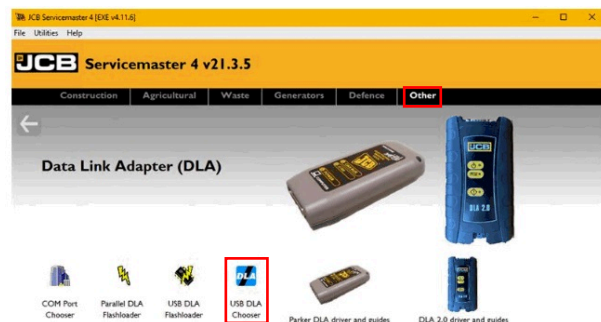 JCB Servicemaster 4 [EXE v4.11.6]
File Utilities Help
JCB Servicemaster 4 v21.3.5
Construction Agricultural Waste Generators Defence Other
Data Link Adapter (DLA)
JCB
DLA 2.0
DLA
COM Port Chooser
Parallel DLA Flashloader
USB DLA Flashloader
USB DLA Chooser
Parker DLA driver and guides
DLA 2.0 driver and guides